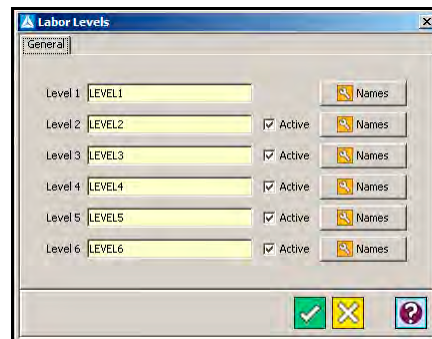 Labor Levels
General
Level 1 LEVEL1 Names
Level 2 LEVEL2 Active Names
Level 3 LEVEL3 Active Names
Level 4 LEVEL4 Active Names
Level 5 LEVEL5 Active Names
Level 6 LEVEL6 Active Names
?